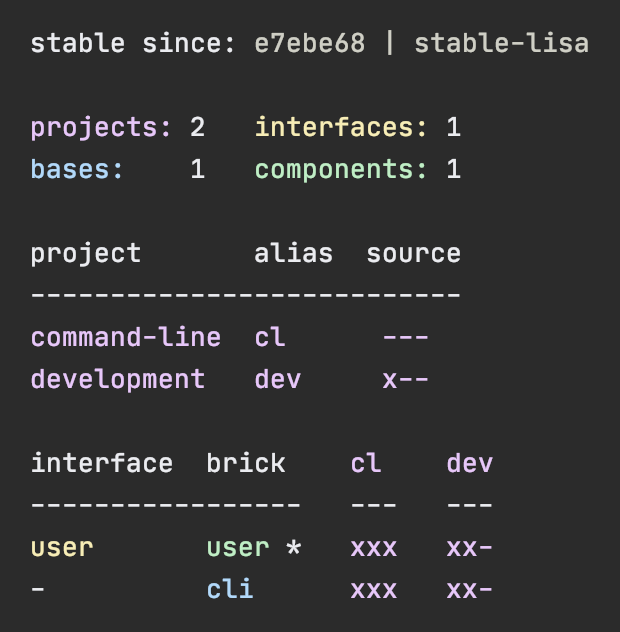 stable since: e7ebe68 | stable-lisa
projects: 2   interfaces: 1
bases:    1   components: 1
project       alias  source
---------------------------
command-line  cl      ---
development   dev     x--
interface  brick    cl    dev
-----------------   ---   ---
user       user *   xxx   xx-
-          cli      xxx   xx-